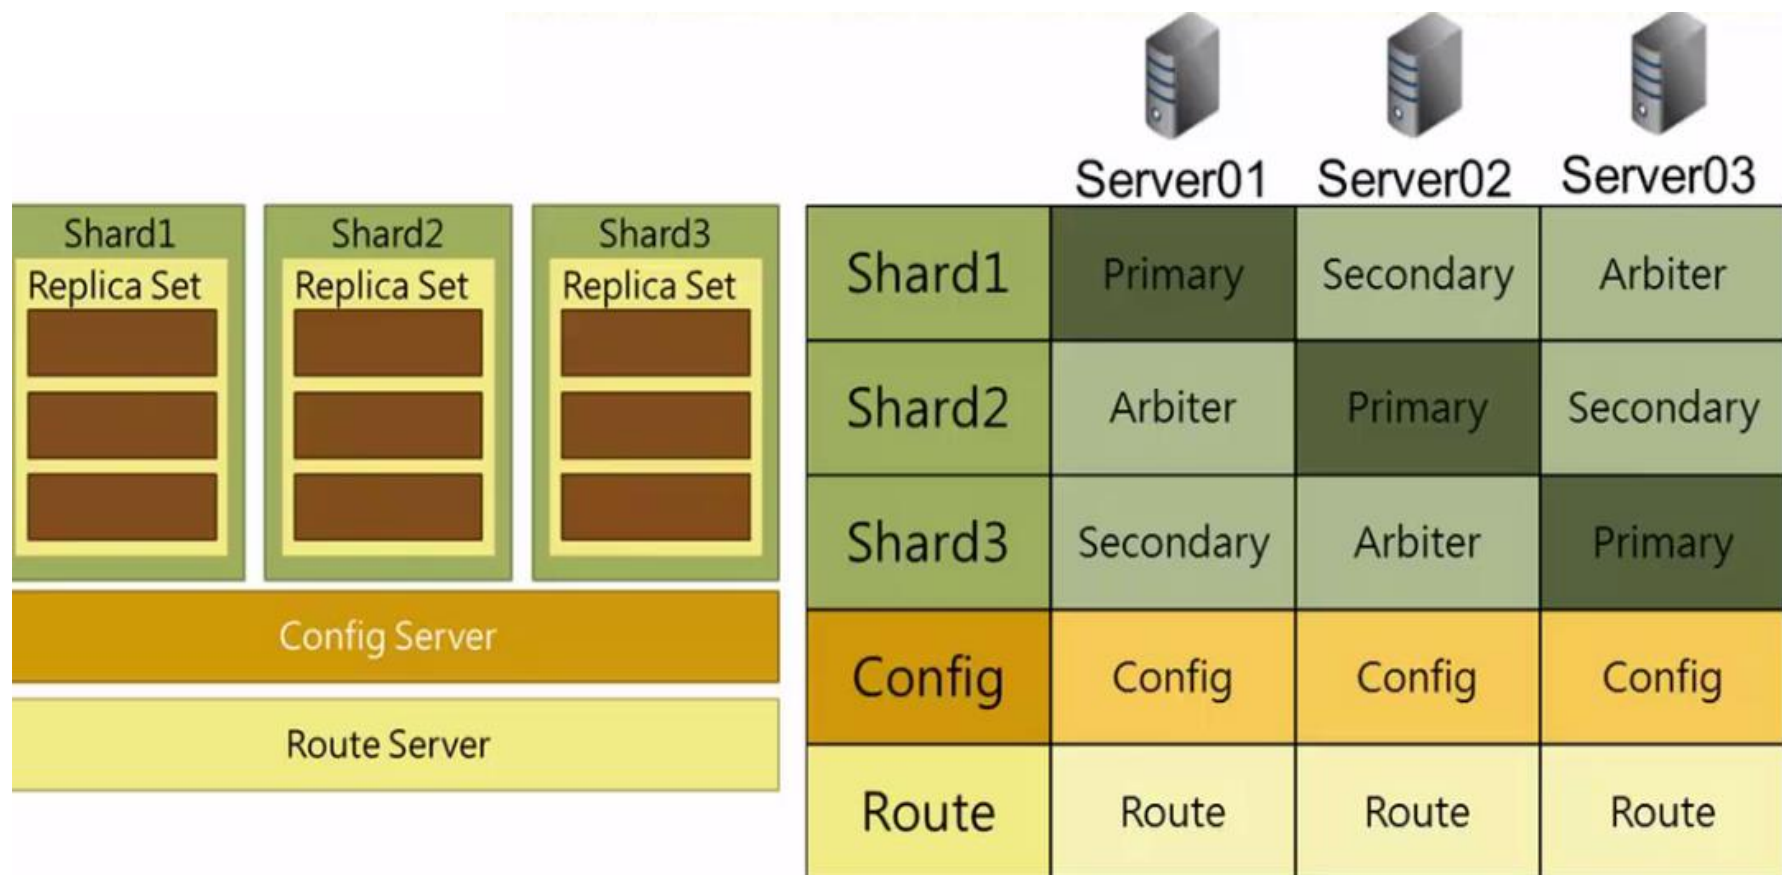 Server01 Server02 Server03
Shard1 Shard2 Shard3
Replica Set Replica Set Replica Set
Config Server
Route Server
Shard1 Primary Secondary Arbiter
Shard2 Arbiter Primary Secondary
Shard3 Secondary Arbiter Primary
Config Config Config Config
Route Route Route Route